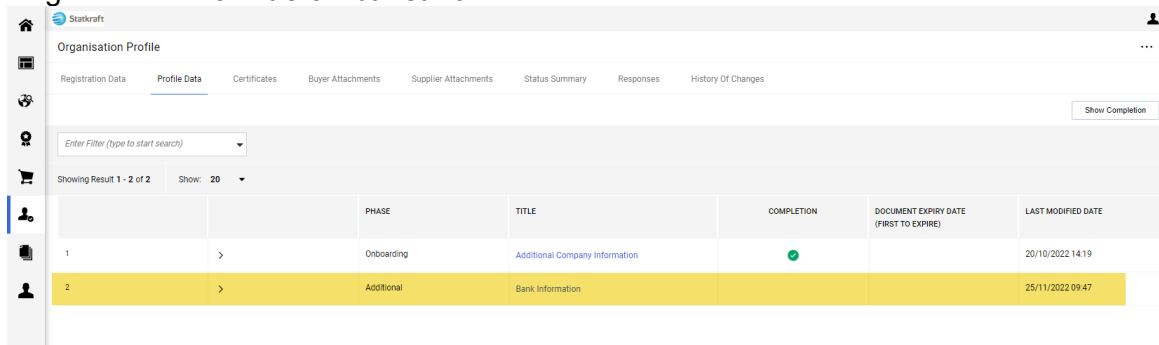 Statkraft
Organisation Profile
...
Registration Data Profile Data Certificates Buyer Attachments Supplier Attachments Status Summary Responses History Of Changes
Show Completion
Enter Filter (type to start search)
Showing Result 1 - 2 of 2 Show: 20
PHASE TITLE COMPLETION DOCUMENT EXPIRY DATE LAST MODIFIED DATE
(FIRST TO EXPIRE)
1 > Onboarding Additional Company Information 20/10/2022 14:19
2 > Additional Bank Information 25/11/2022 09:47